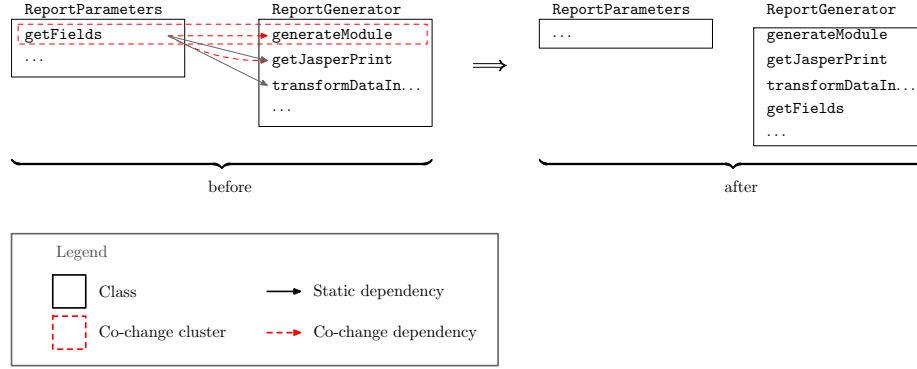 ReportParameters
getFields
...
ReportGenerator
generateModule
getJasperPrint
transformDataIn...
...
before
⟹
ReportParameters
...
ReportGenerator
generateModule
getJasperPrint
transformDataIn...
getFields
...
after
Legend
Class
Static dependency
Co-change cluster
Co-change dependency